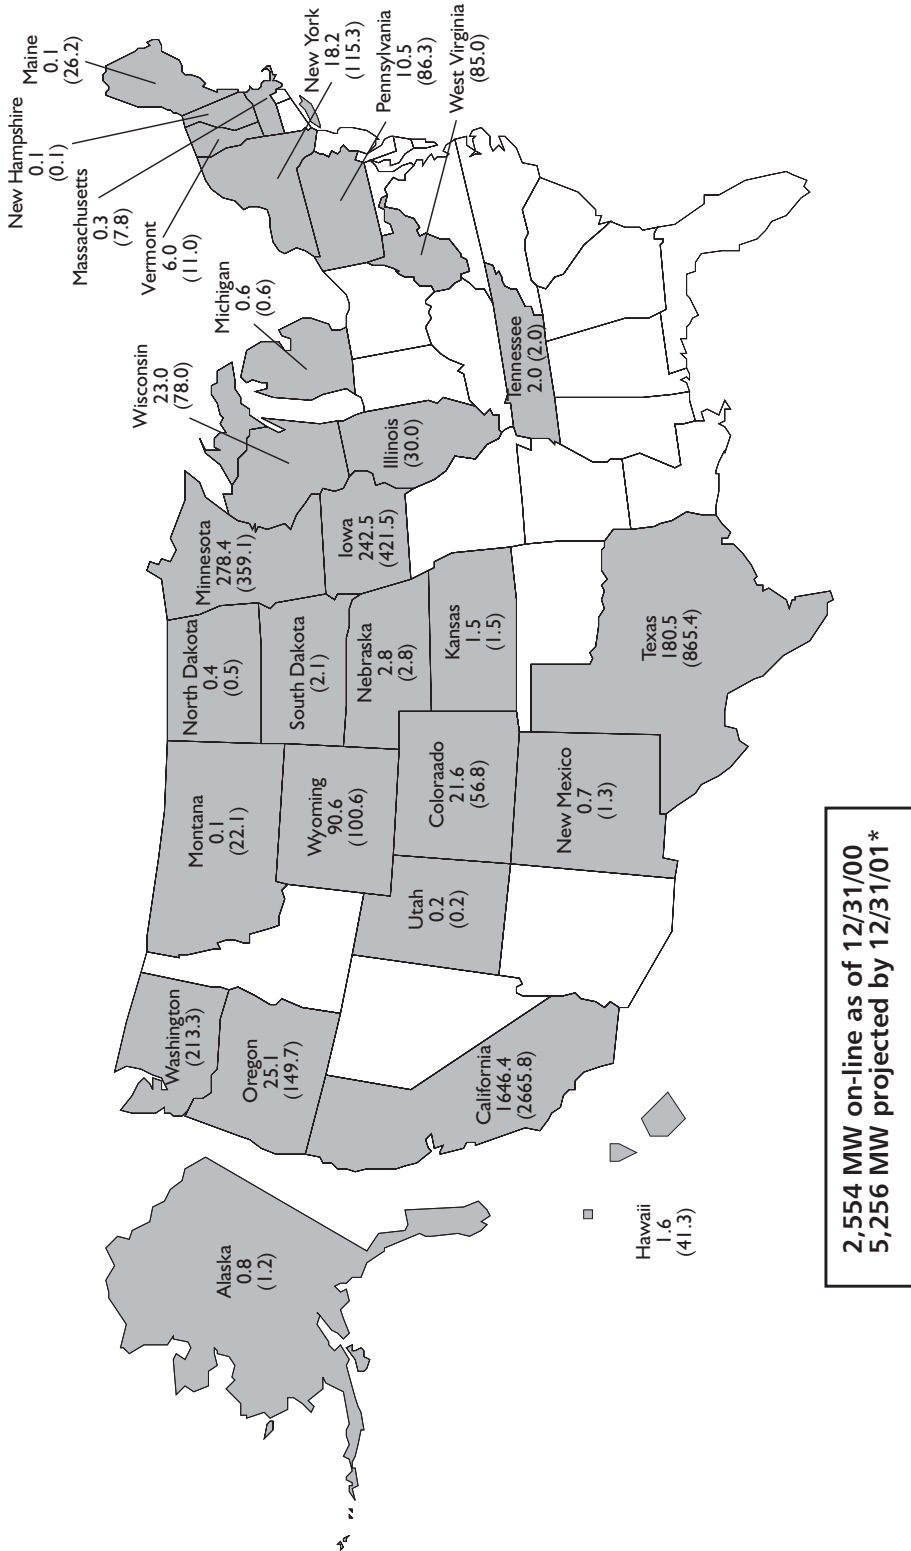 Washington
(213.3)
Oregon
25.1
(149.7)
California
1646.4
(2665.8)
Alaska
0.8
(1.2)
Hawaii
1.6
(41.3)
Montana
0.1
(22.1)
Wyoming
90.6
(100.6)
Utah
0.2
(0.2)
Coloraado
21.6
(56.8)
New Mexico
0.7
(1.3)
North Dakota
0.4
(0.5)
South Dakota
(2.1)
Nebraska
2.8
(2.8)
Kansas
1.5
(1.5)
Texas
180.5
(865.4)
Minnesota
278.4
(359.1)
Iowa
242.5
(421.5)
Wisconsin
23.0
(78.0)
Illinois
(30.0)
Michigan
0.6
(0.6)
Tennessee
2.0 (2.0)
Vermont
6.0
(11.0)
Massachusetts
0.3
(7.8)
New Hampshire
0.1
(0.1)
Maine
0.1
(26.2)
New York
18.2
(115.3)
Pennsylvania
10.5
(86.3)
West Virginia
(85.0)
2,554 MW on-line as of 12/31/00
5,256 MW projected by 12/31/01*